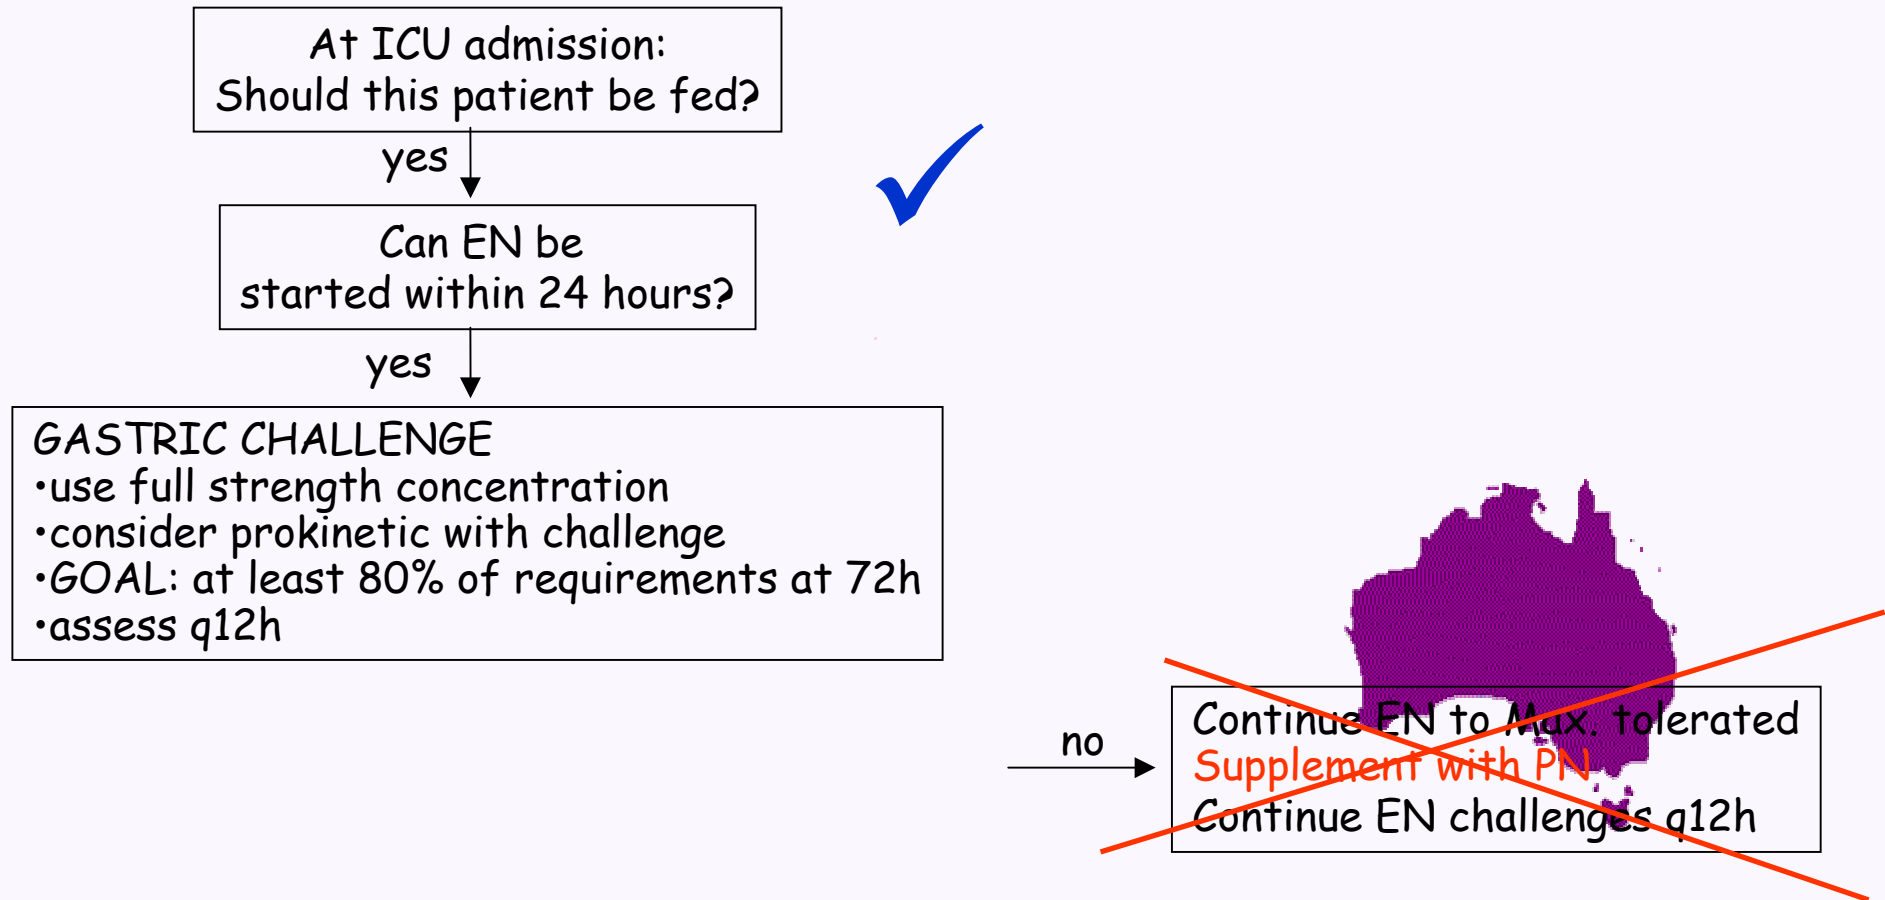 At ICU admission:
Should this patient be fed?
yes
Can EN be
started within 24 hours?
yes
GASTRIC CHALLENGE
•use full strength concentration
•consider prokinetic with challenge
•GOAL: at least 80% of requirements at 72h
•assess q12h
no
Continue EN to Max. tolerated
Supplement with PN
Continue EN challenges q12h